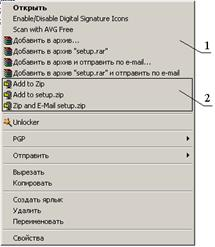 Открыть
Enable/Disable Digital Signature Icons
Scan with AVG Free
Добавить в архив...
Добавить в архив "setup.rar"
Добавить в архив и отправить по e-mail...
Добавить в архив "setup.rar" и отправить по e-mail
Add to Zip
Add to setup.zip
Zip and E-Mail setup.zip
Unlocker
PGP
Отправить
Вырезать
Копировать
Создать ярлык
Удалить
Переименовать
Свойства
1
2